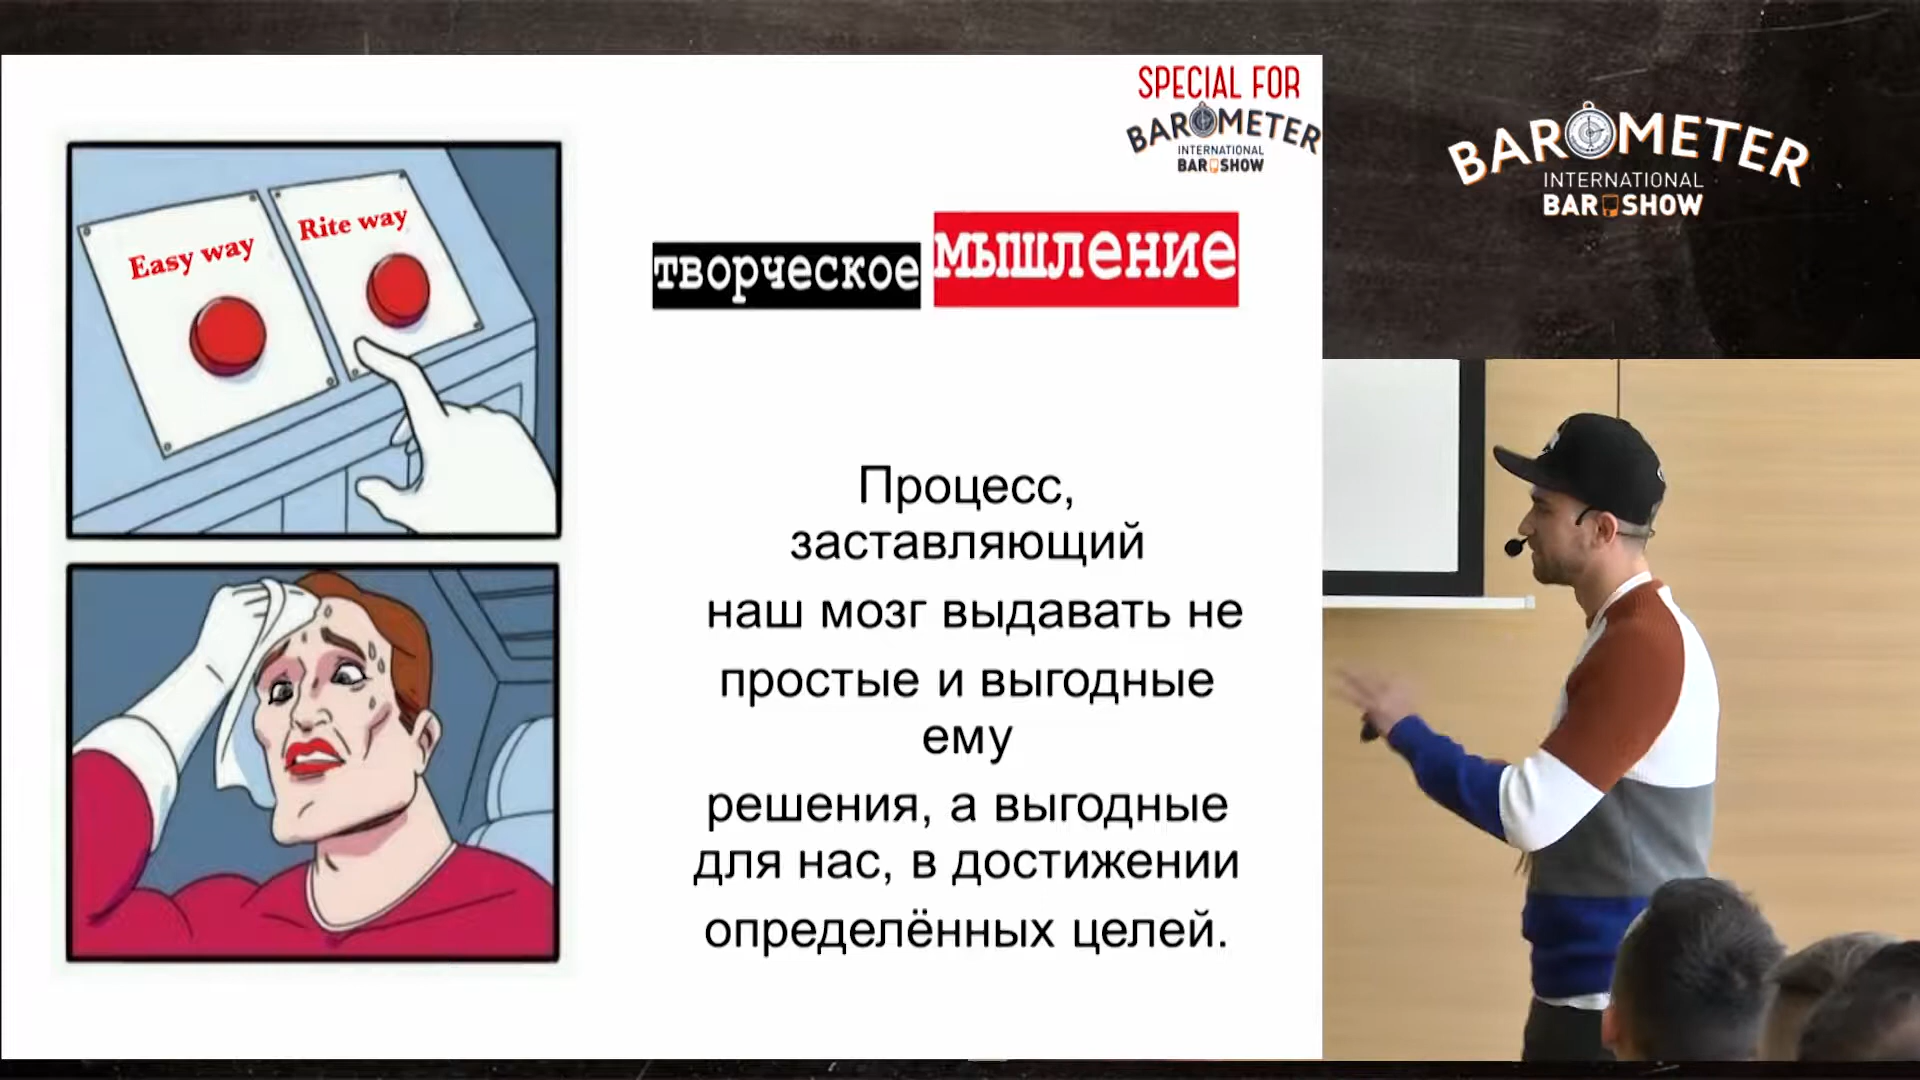 SPECIAL FOR
BAROMETER
INTERNATIONAL
BAR SHOW
Easy way
Rite way
творческое мышление
Процесс,
заставляющий
наш мозг выдавать не
простые и выгодные
ему
решения, а выгодные
для нас, в достижении
определённых целей.
BAROMETER
INTERNATIONAL
BAR SHOW